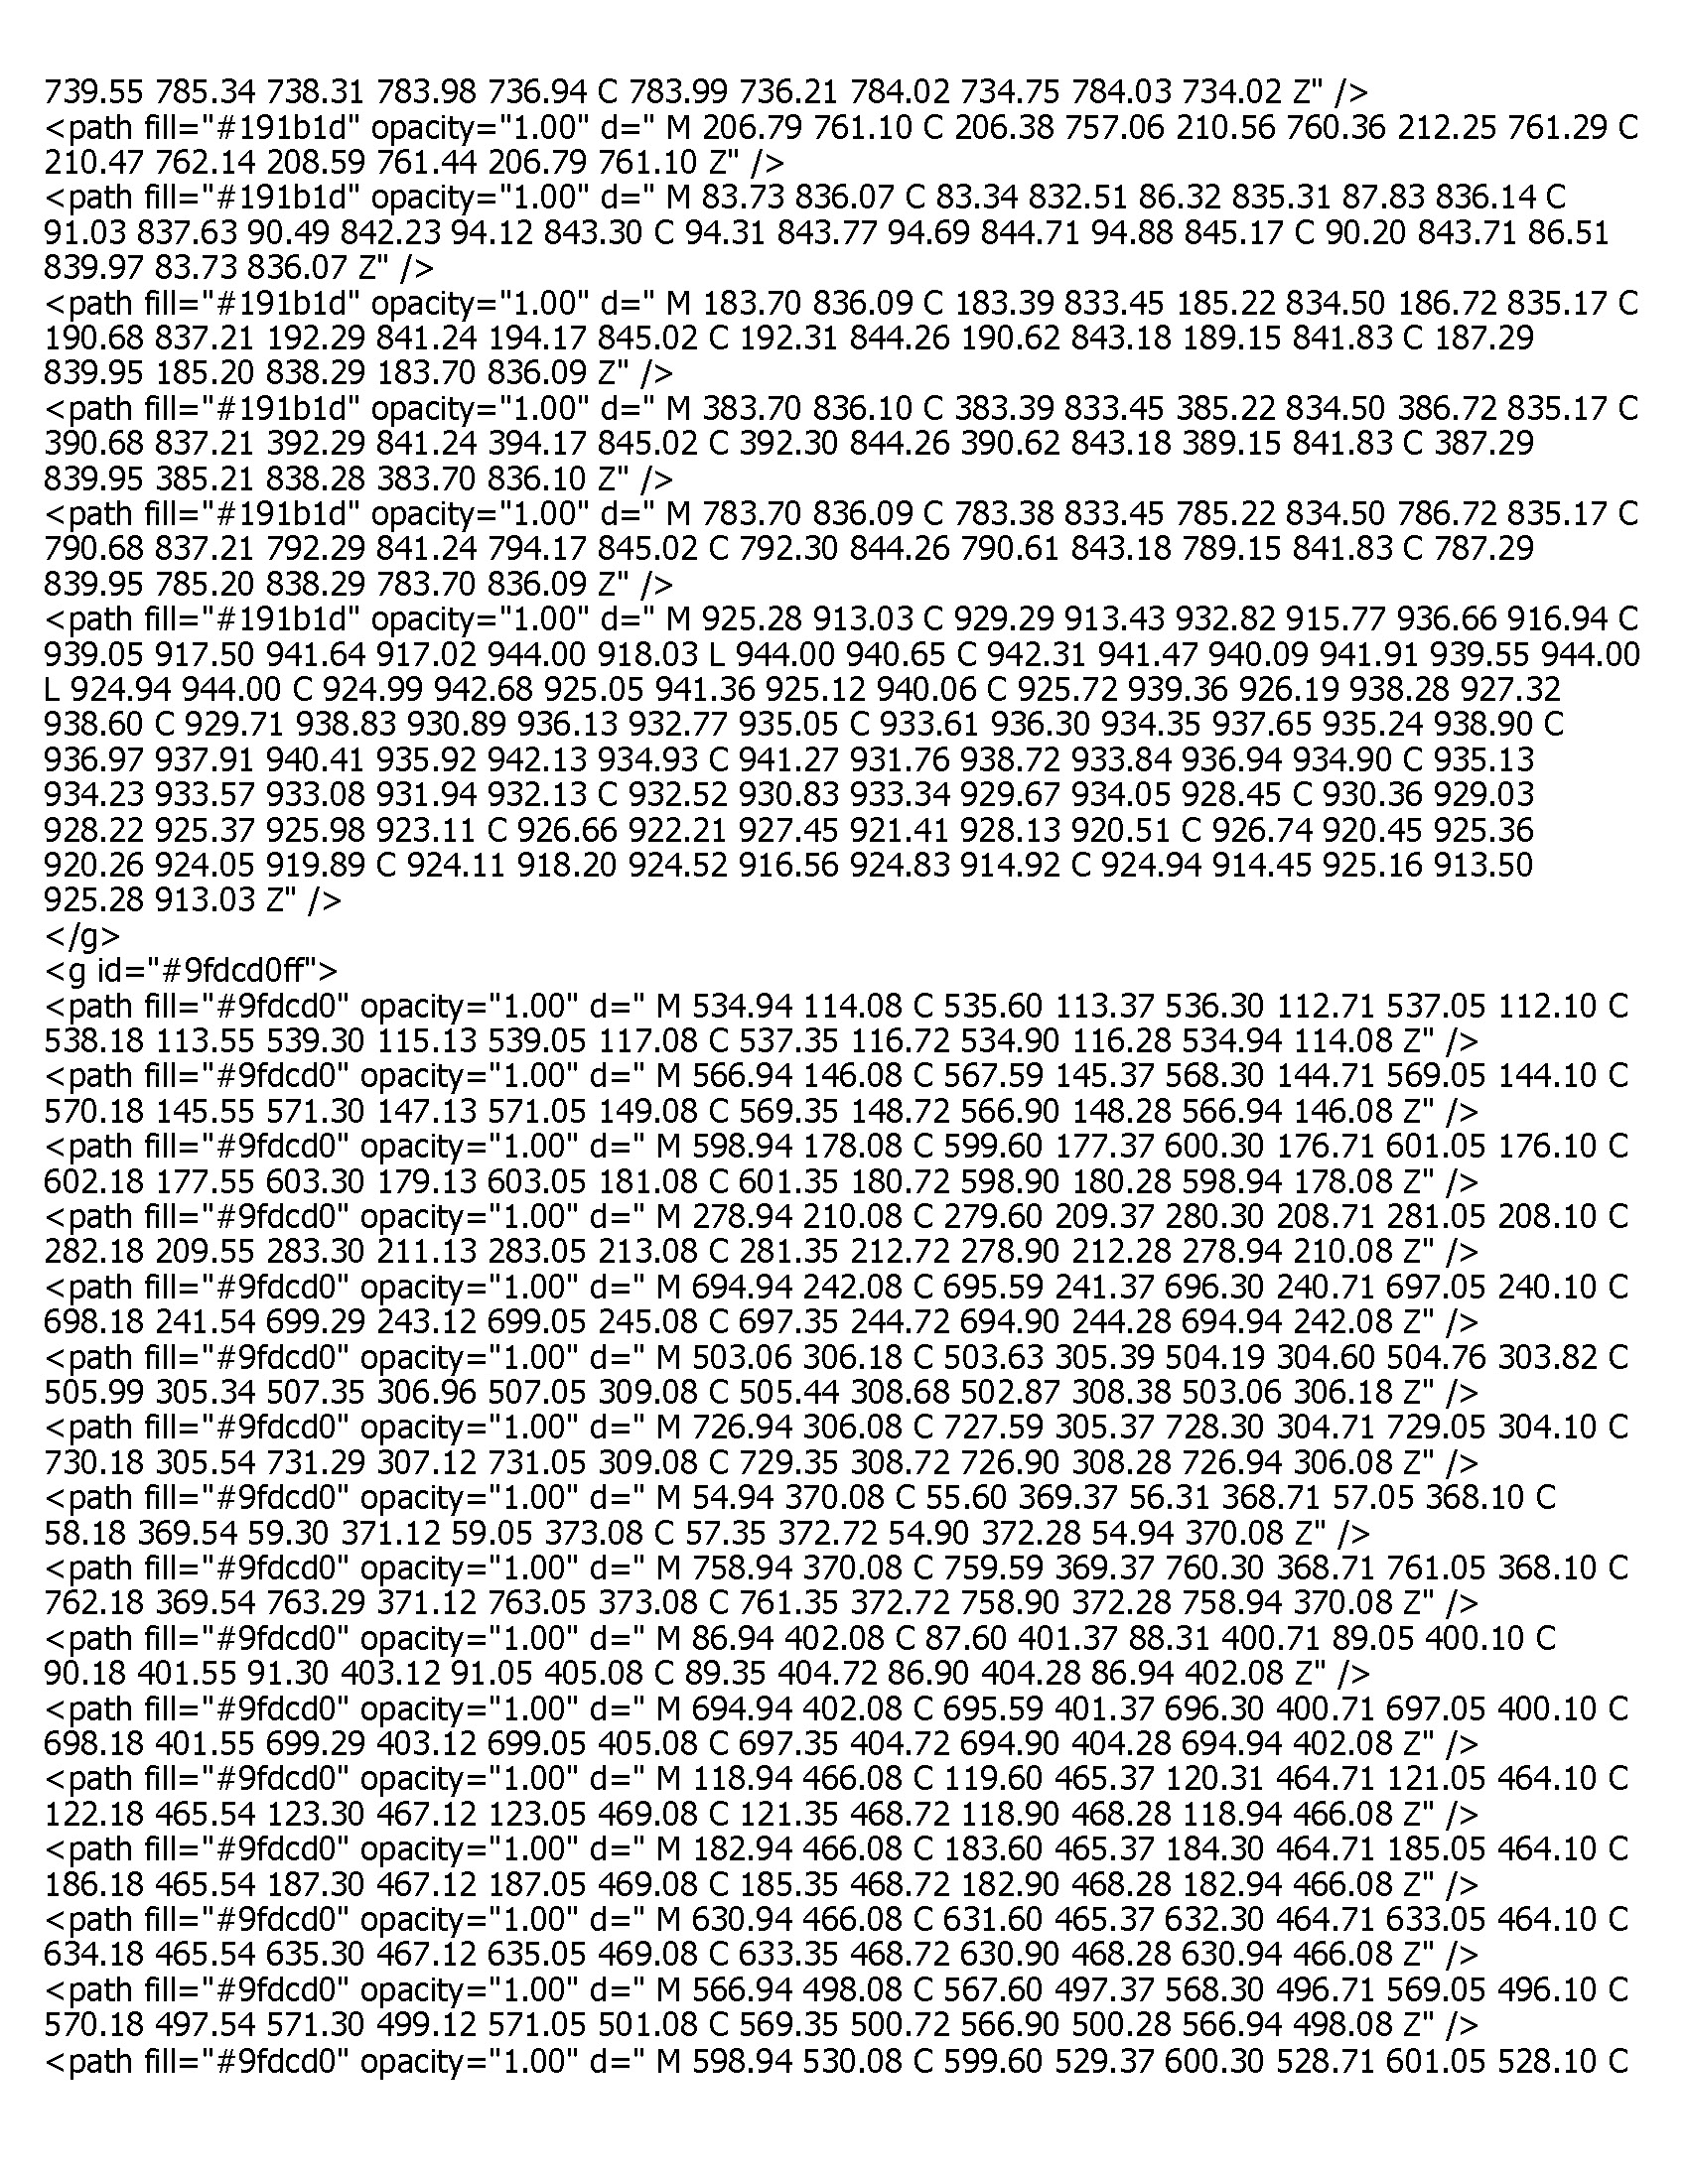 739.55 785.34 738.31 783.98 736.94 C 783.99 736.21 784.02 734.75 784.03 734.02 Z" />
<path fill="#191b1d" opacity="1.00" d=" M 206.79 761.10 C 206.38 757.06 210.56 760.36 212.25 761.29 C
210.47 762.14 208.59 761.44 206.79 761.10 Z" />
<path fill="#191b1d" opacity="1.00" d=" M 83.73 836.07 C 83.34 832.51 86.32 835.31 87.83 836.14 C
91.03 837.63 90.49 842.23 94.12 843.30 C 94.31 843.77 94.69 844.71 94.88 845.17 C 90.20 843.71 86.51
839.97 83.73 836.07 Z" />
<path fill="#191b1d" opacity="1.00" d=" M 183.70 836.09 C 183.39 833.45 185.22 834.50 186.72 835.17 C
190.68 837.21 192.29 841.24 194.17 845.02 C 192.31 844.26 190.62 843.18 189.15 841.83 C 187.29
839.95 185.20 838.29 183.70 836.09 Z" />
<path fill="#191b1d" opacity="1.00" d=" M 383.70 836.10 C 383.39 833.45 385.22 834.50 386.72 835.17 C
390.68 837.21 392.29 841.24 394.17 845.02 C 392.30 844.26 390.62 843.18 389.15 841.83 C 387.29
839.95 385.21 838.28 383.70 836.10 Z" />
<path fill="#191b1d" opacity="1.00" d=" M 783.70 836.09 C 783.38 833.45 785.22 834.50 786.72 835.17 C
790.68 837.21 792.29 841.24 794.17 845.02 C 792.30 844.26 790.61 843.18 789.15 841.83 C 787.29
839.95 785.20 838.29 783.70 836.09 Z" />
<path fill="#191b1d" opacity="1.00" d=" M 925.28 913.03 C 929.29 913.43 932.82 915.77 936.66 916.94 C
939.05 917.50 941.64 917.02 944.00 918.03 L 944.00 940.65 C 942.31 941.47 940.09 941.91 939.55 944.00
L 924.94 944.00 C 924.99 942.68 925.05 941.36 925.12 940.06 C 925.72 939.36 926.19 938.28 927.32
938.60 C 929.71 938.83 930.89 936.13 932.77 935.05 C 933.61 936.30 934.35 937.65 935.24 938.90 C
936.97 937.91 940.41 935.92 942.13 934.93 C 941.27 931.76 938.72 933.84 936.94 934.90 C 935.13
934.23 933.57 933.08 931.94 932.13 C 932.52 930.83 933.34 929.67 934.05 928.45 C 930.36 929.03
928.22 925.37 925.98 923.11 C 926.66 922.21 927.45 921.41 928.13 920.51 C 926.74 920.45 925.36
920.26 924.05 919.89 C 924.11 918.20 924.52 916.56 924.83 914.92 C 924.94 914.45 925.16 913.50
925.28 913.03 Z" />
</g>
<g id="#9fdcd0ff">
<path fill="#9fdcd0" opacity="1.00" d=" M 534.94 114.08 C 535.60 113.37 536.30 112.71 537.05 112.10 C
538.18 113.55 539.30 115.13 539.05 117.08 C 537.35 116.72 534.90 116.28 534.94 114.08 Z" />
<path fill="#9fdcd0" opacity="1.00" d=" M 566.94 146.08 C 567.59 145.37 568.30 144.71 569.05 144.10 C
570.18 145.55 571.30 147.13 571.05 149.08 C 569.35 148.72 566.90 148.28 566.94 146.08 Z" />
<path fill="#9fdcd0" opacity="1.00" d=" M 598.94 178.08 C 599.60 177.37 600.30 176.71 601.05 176.10 C
602.18 177.55 603.30 179.13 603.05 181.08 C 601.35 180.72 598.90 180.28 598.94 178.08 Z" />
<path fill="#9fdcd0" opacity="1.00" d=" M 278.94 210.08 C 279.60 209.37 280.30 208.71 281.05 208.10 C
282.18 209.55 283.30 211.13 283.05 213.08 C 281.35 212.72 278.90 212.28 278.94 210.08 Z" />
<path fill="#9fdcd0" opacity="1.00" d=" M 694.94 242.08 C 695.59 241.37 696.30 240.71 697.05 240.10 C
698.18 241.54 699.29 243.12 699.05 245.08 C 697.35 244.72 694.90 244.28 694.94 242.08 Z" />
<path fill="#9fdcd0" opacity="1.00" d=" M 503.06 306.18 C 503.63 305.39 504.19 304.60 504.76 303.82 C
505.99 305.34 507.35 306.96 507.05 309.08 C 505.44 308.68 502.87 308.38 503.06 306.18 Z" />
<path fill="#9fdcd0" opacity="1.00" d=" M 726.94 306.08 C 727.59 305.37 728.30 304.71 729.05 304.10 C
730.18 305.54 731.29 307.12 731.05 309.08 C 729.35 308.72 726.90 308.28 726.94 306.08 Z" />
<path fill="#9fdcd0" opacity="1.00" d=" M 54.94 370.08 C 55.60 369.37 56.31 368.71 57.05 368.10 C
58.18 369.54 59.30 371.12 59.05 373.08 C 57.35 372.72 54.90 372.28 54.94 370.08 Z" />
<path fill="#9fdcd0" opacity="1.00" d=" M 758.94 370.08 C 759.59 369.37 760.30 368.71 761.05 368.10 C
762.18 369.54 763.29 371.12 763.05 373.08 C 761.35 372.72 758.90 372.28 758.94 370.08 Z" />
<path fill="#9fdcd0" opacity="1.00" d=" M 86.94 402.08 C 87.60 401.37 88.31 400.71 89.05 400.10 C
90.18 401.55 91.30 403.12 91.05 405.08 C 89.35 404.72 86.90 404.28 86.94 402.08 Z" />
<path fill="#9fdcd0" opacity="1.00" d=" M 694.94 402.08 C 695.59 401.37 696.30 400.71 697.05 400.10 C
698.18 401.55 699.29 403.12 699.05 405.08 C 697.35 404.72 694.90 404.28 694.94 402.08 Z" />
<path fill="#9fdcd0" opacity="1.00" d=" M 118.94 466.08 C 119.60 465.37 120.31 464.71 121.05 464.10 C
122.18 465.54 123.30 467.12 123.05 469.08 C 121.35 468.72 118.90 468.28 118.94 466.08 Z" />
<path fill="#9fdcd0" opacity="1.00" d=" M 182.94 466.08 C 183.60 465.37 184.30 464.71 185.05 464.10 C
186.18 465.54 187.30 467.12 187.05 469.08 C 185.35 468.72 182.90 468.28 182.94 466.08 Z" />
<path fill="#9fdcd0" opacity="1.00" d=" M 630.94 466.08 C 631.60 465.37 632.30 464.71 633.05 464.10 C
634.18 465.54 635.30 467.12 635.05 469.08 C 633.35 468.72 630.90 468.28 630.94 466.08 Z" />
<path fill="#9fdcd0" opacity="1.00" d=" M 566.94 498.08 C 567.60 497.37 568.30 496.71 569.05 496.10 C
570.18 497.54 571.30 499.12 571.05 501.08 C 569.35 500.72 566.90 500.28 566.94 498.08 Z" />
<path fill="#9fdcd0" opacity="1.00" d=" M 598.94 530.08 C 599.60 529.37 600.30 528.71 601.05 528.10 C